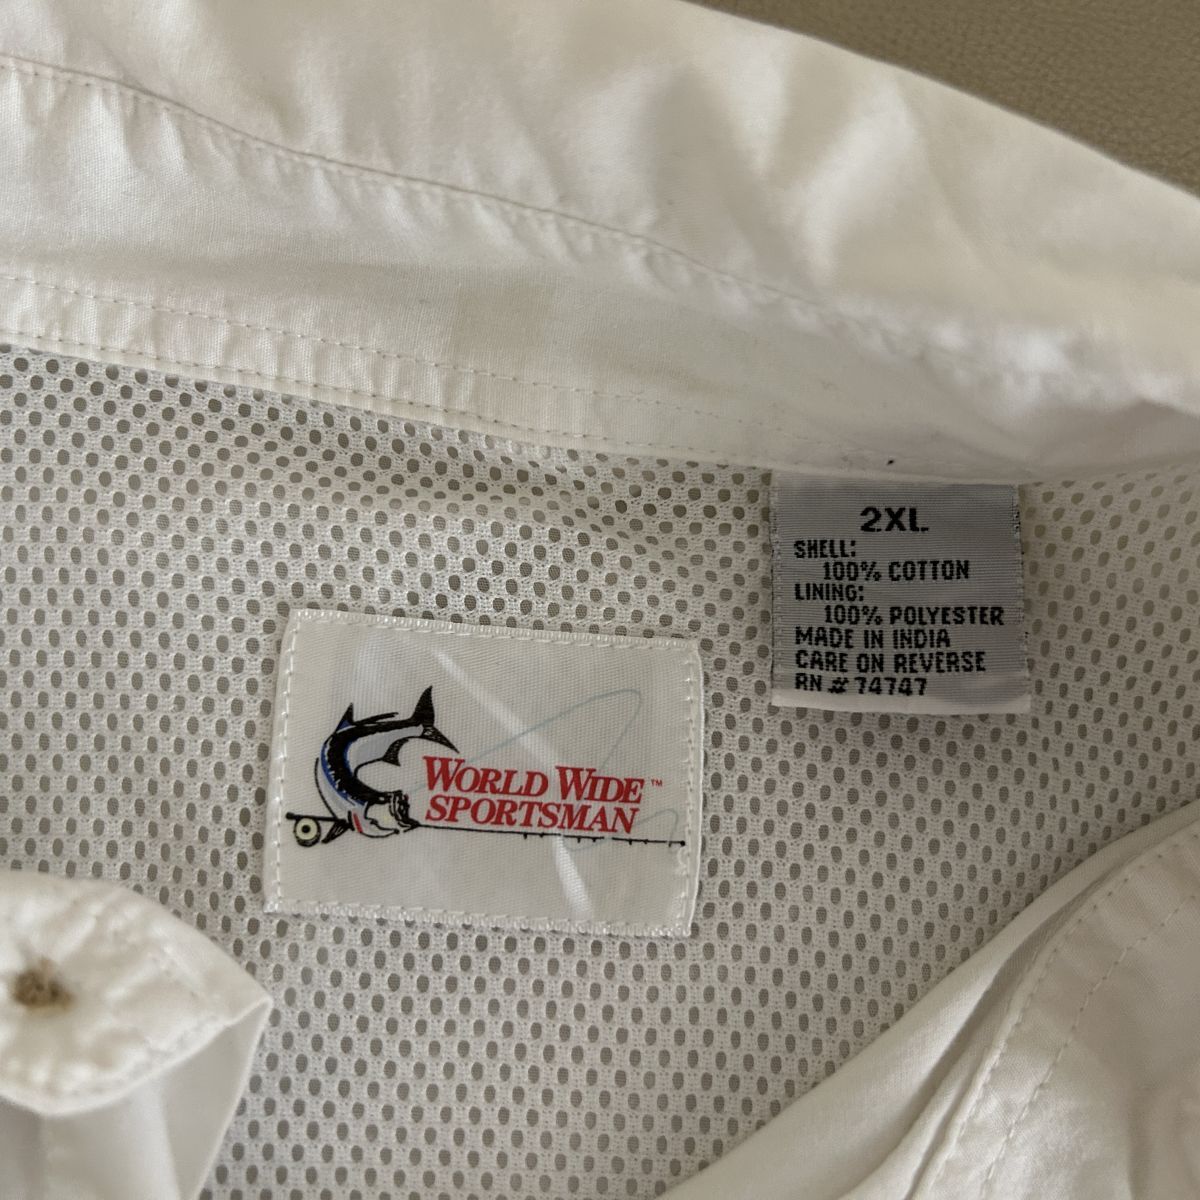 2XL
SHELL:
100% COTTON
LINING:
100% POLYESTER
MADE IN INDIA
CARE ON REVERSE
RN # 74747
WORLD WIDE™
SPORTSMAN